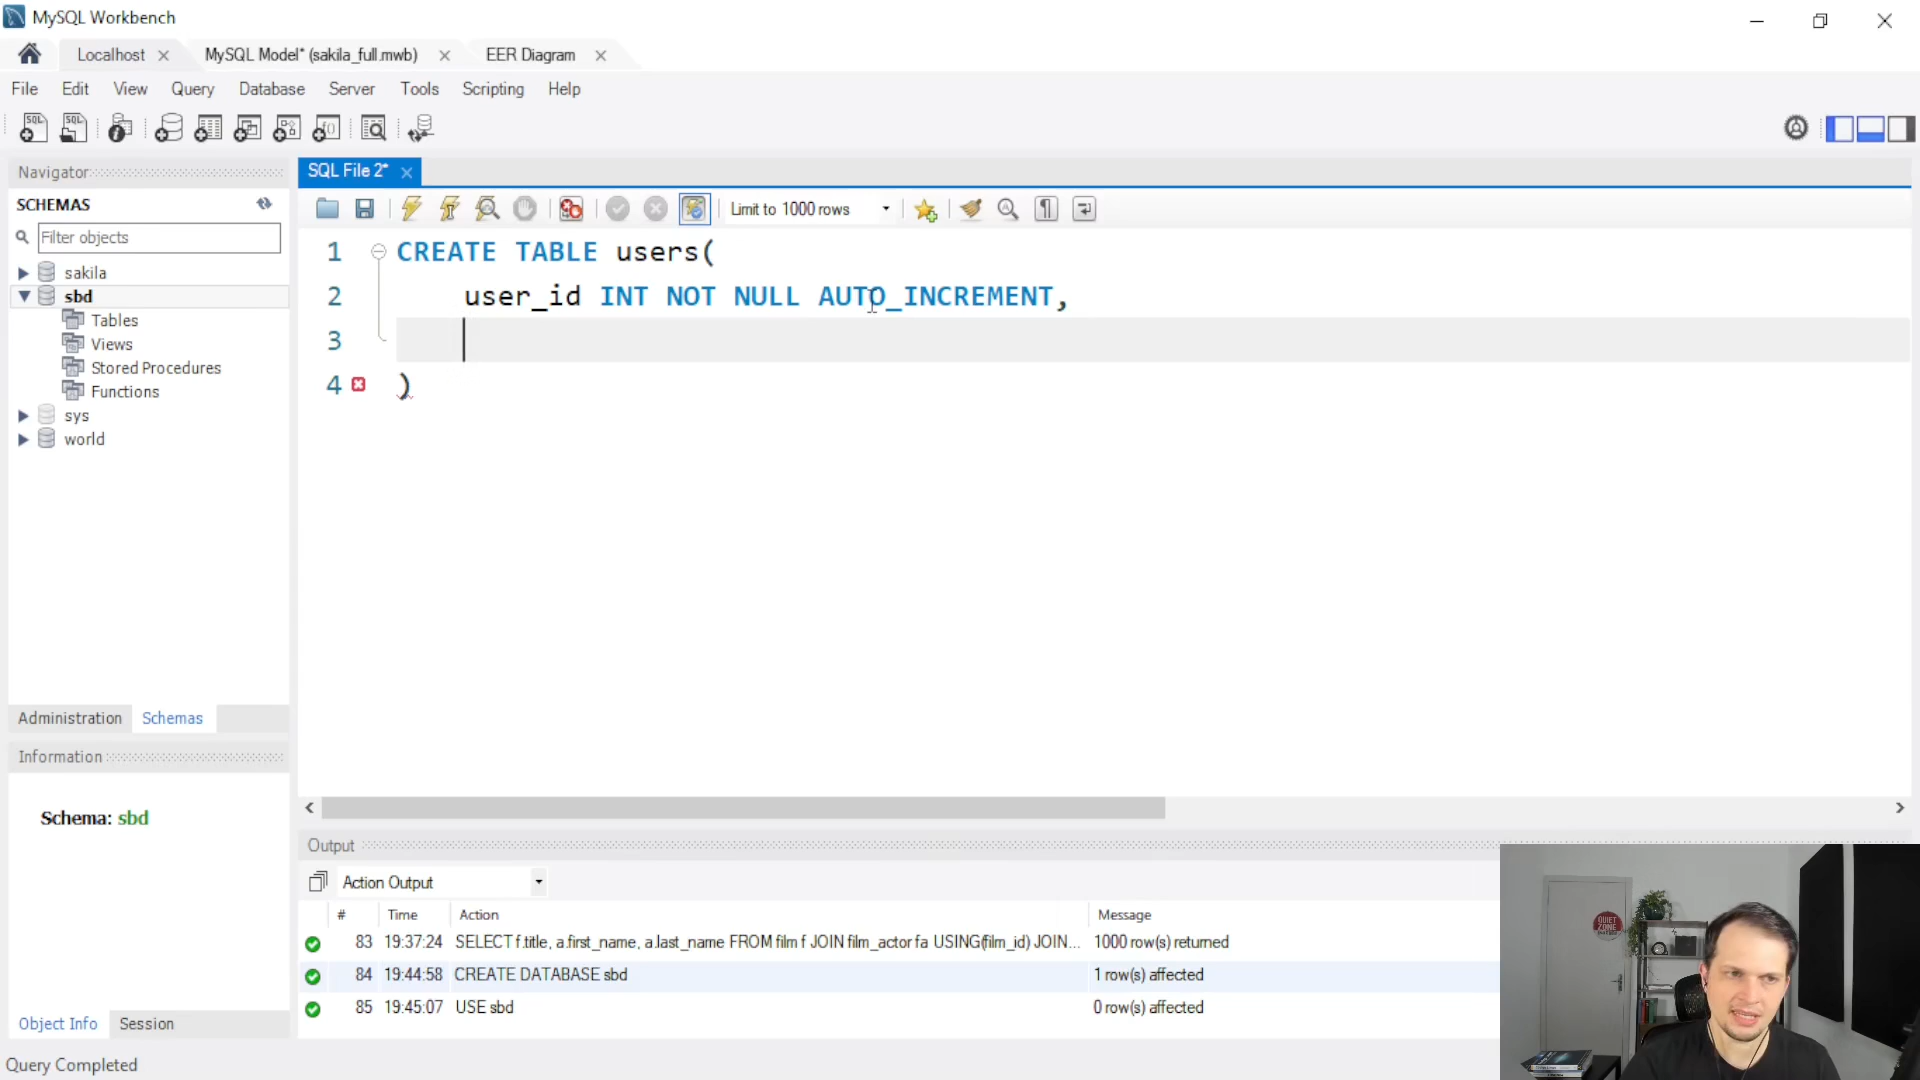 MySQL Workbench
Localhost
MySQL Model* (sakila_full.mwb)
EER Diagram
File Edit View Query Database Server Tools Scripting Help
Navigator
SQL File 2*
SCHEMAS
Limit to 1000 rows
Filter objects
sakila
sbd
Tables
Views
Stored Procedures
Functions
sys
world
1 CREATE TABLE users(
2 user_id INT NOT NULL AUTO_INCREMENT,
3
4 )
Administration Schemas
Information
Schema: sbd
Object Info Session
Output
Action Output
# Time Action Message
83 19:37:24 SELECT f.title, a.first_name, a.last_name FROM film f JOIN film_actor fa USING(film_id) JOIN... 1000 row(s) returned
84 19:44:58 CREATE DATABASE sbd 1 row(s) affected
85 19:45:07 USE sbd 0 row(s) affected
Query Completed
QUIET
ZONE